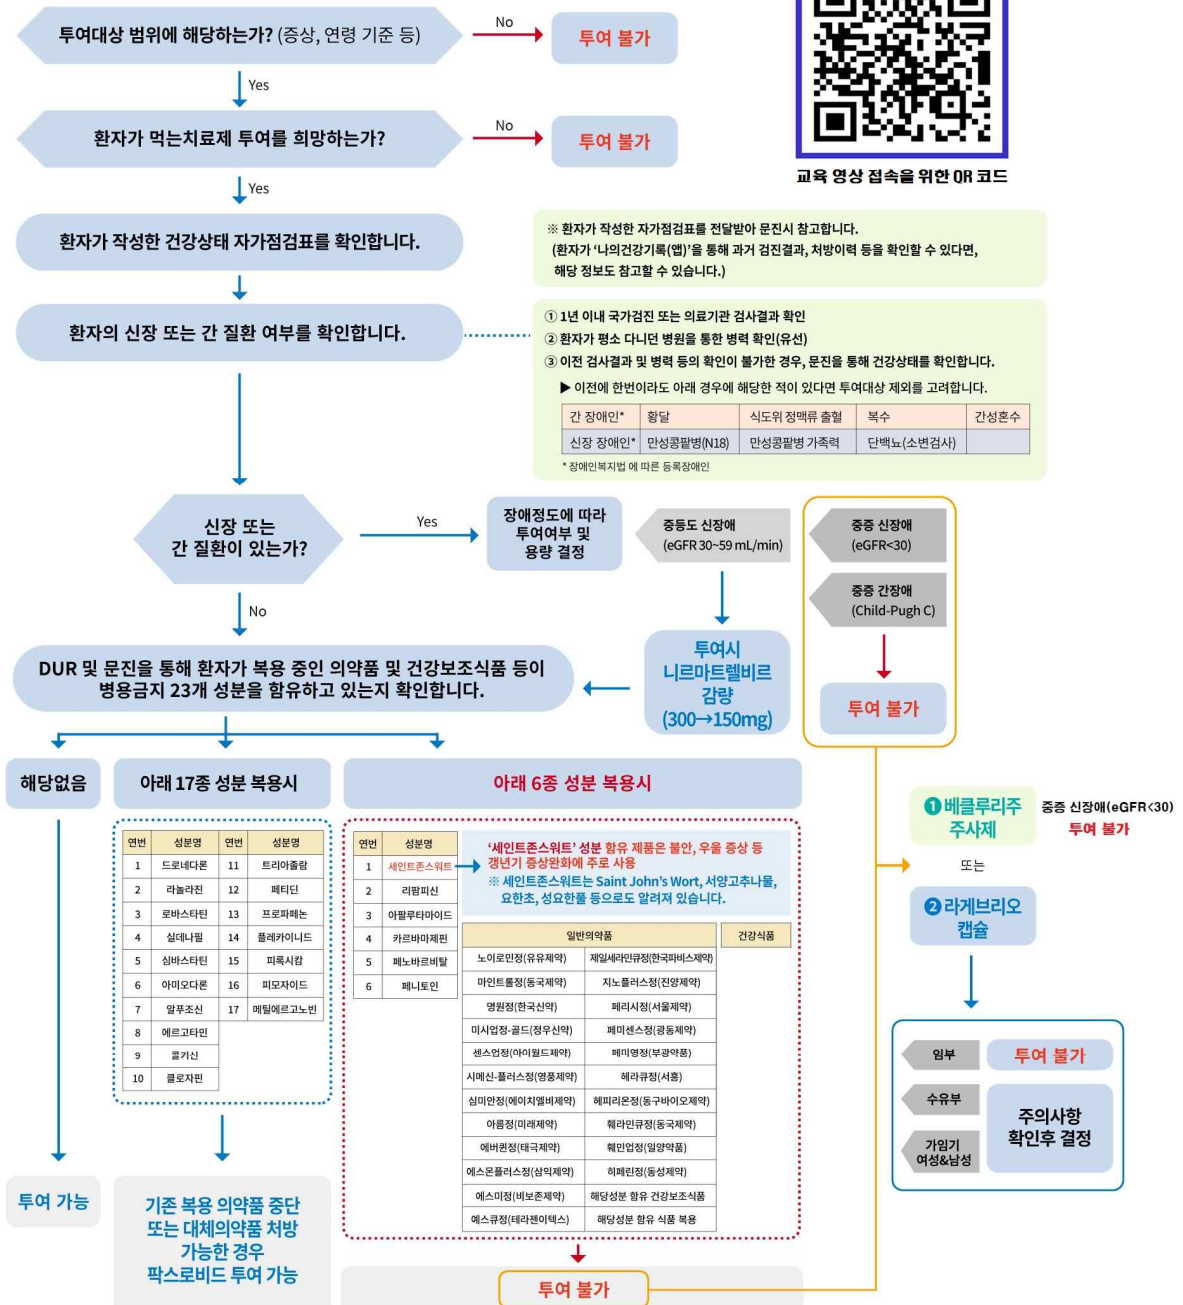 투여대상 범위에 해당하는가? (증상, 연령 기준 등)
No
투여 불가
Yes
환자가 먹는치료제 투여를 희망하는가?
No
투여 불가
교육 영상 접속을 위한 QR 코드
Yes
환자가 작성한 건강상태 자가점검표를 확인합니다.
※ 환자가 작성한 자가점검표를 전달받아 문진시 참고합니다.
(환자가 '나의건강기록(앱)'을 통해 과거 검진결과, 처방이력 등을 확인할 수 있다면,
해당 정보도 참고할 수 있습니다.)
환자의 신장 또는 간 질환 여부를 확인합니다.
① 1년 이내 국가검진 또는 의료기관 검사결과 확인
② 환자가 평소 다니던 병원을 통한 병력 확인(유선)
③ 이전 검사결과 및 병력 등의 확인이 불가한 경우, 문진을 통해 건강상태를 확인합니다.
▶ 이전에 한번이라도 아래 경우에 해당한 적이 있다면 투여대상 제외를 고려합니다.
간 장애인* 황달 식도위 정맥류 출혈 복수 간성혼수
신장 장애인* 만성콩팥병(N18) 만성콩팥병 가족력 단백뇨(소변검사)
* 장애인복지법 에 따른 등록장애인
신장 또는
간 질환이 있는가?
Yes
장애정도에 따라
투여여부 및
용량 결정
중등도 신장애
(eGFR 30~59 mL/min)
중증 신장애
(eGFR<30)
중증 간장애
(Child-Pugh C)
투여 불가
No
투여시
니르마트렐비르
감량
(300→150mg)
DUR 및 문진을 통해 환자가 복용 중인 의약품 및 건강보조식품 등이
병용금지 23개 성분을 함유하고 있는지 확인합니다.
해당없음
아래 17종 성분 복용시
아래 6종 성분 복용시
연번 성분명 연번 성분명
1 드로네다론 11 트리아졸람
2 라놀라진 12 페티딘
3 로바스타틴 13 프로파페논
4 실데나필 14 플레카이니드
5 심바스타틴 15 피록시캄
6 아미오다론 16 피모자이드
7 알푸조신 17 메틸에르고노빈
8 에르고타민
9 콜키신
10 클로자핀
연번 성분명
1 세인트존스워트
2 리팜피신
3 아팔루타마이드
4 카르바마제핀
5 페노바르비탈
6 페니토인
'세인트존스워트' 성분 함유 제품은 불안, 우울 증상 등
갱년기 증상완화에 주로 사용
※ 세인트존스워트는 Saint John's Wort, 서양고추나물,
요한초, 성요한풀 등으로도 알려져 있습니다.
일반의약품 건강식품
노이로민정(유유제약) 제일세라민큐정(한국파비스제약)
마인트롤정(동국제약) 지노플러스정(진양제약)
명원정(한국신약) 페리시정(서울제약)
미시업정-골드(정우신약) 페미센스정(광동제약)
센스업정(아이월드제약) 페미영정(부광약품)
시메신-플러스정(영풍제약) 헤라큐정(서흥)
심미안정(에이치엘비제약) 헤피리온정(동구바이오제약)
아름정(미래제약) 훼라민큐정(동국제약)
에버퀸정(태극제약) 훼민업정(일양약품)
에스몬플러스정(삼익제약) 히페린정(동성제약)
에스미정(비보존제약) 해당성분 함유 건강보조식품
예스큐정(테라젠이텍스) 해당성분 함유 식품 복용
투여 가능
기존 복용 의약품 중단
또는 대체의약품 처방
가능한 경우
팍스로비드 투여 가능
투여 불가
❶ 베클루리주
주사제
중증 신장애(eGFR<30)
투여 불가
또는
❷ 라게브리오
캡슐
임부
투여 불가
수유부
가임기
여성&남성
주의사항
확인후 결정